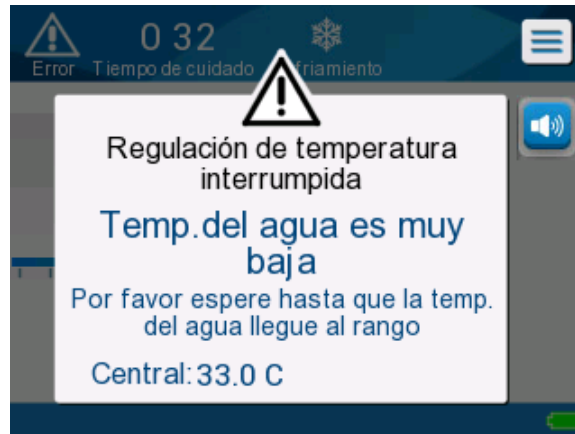 0 32
Error Tiempo de cuidado friamiento
Regulación de temperatura
interrumpida
Temp.del agua es muy
baja
Por favor espere hasta que la temp.
del agua llegue al rango
Central: 33.0 C